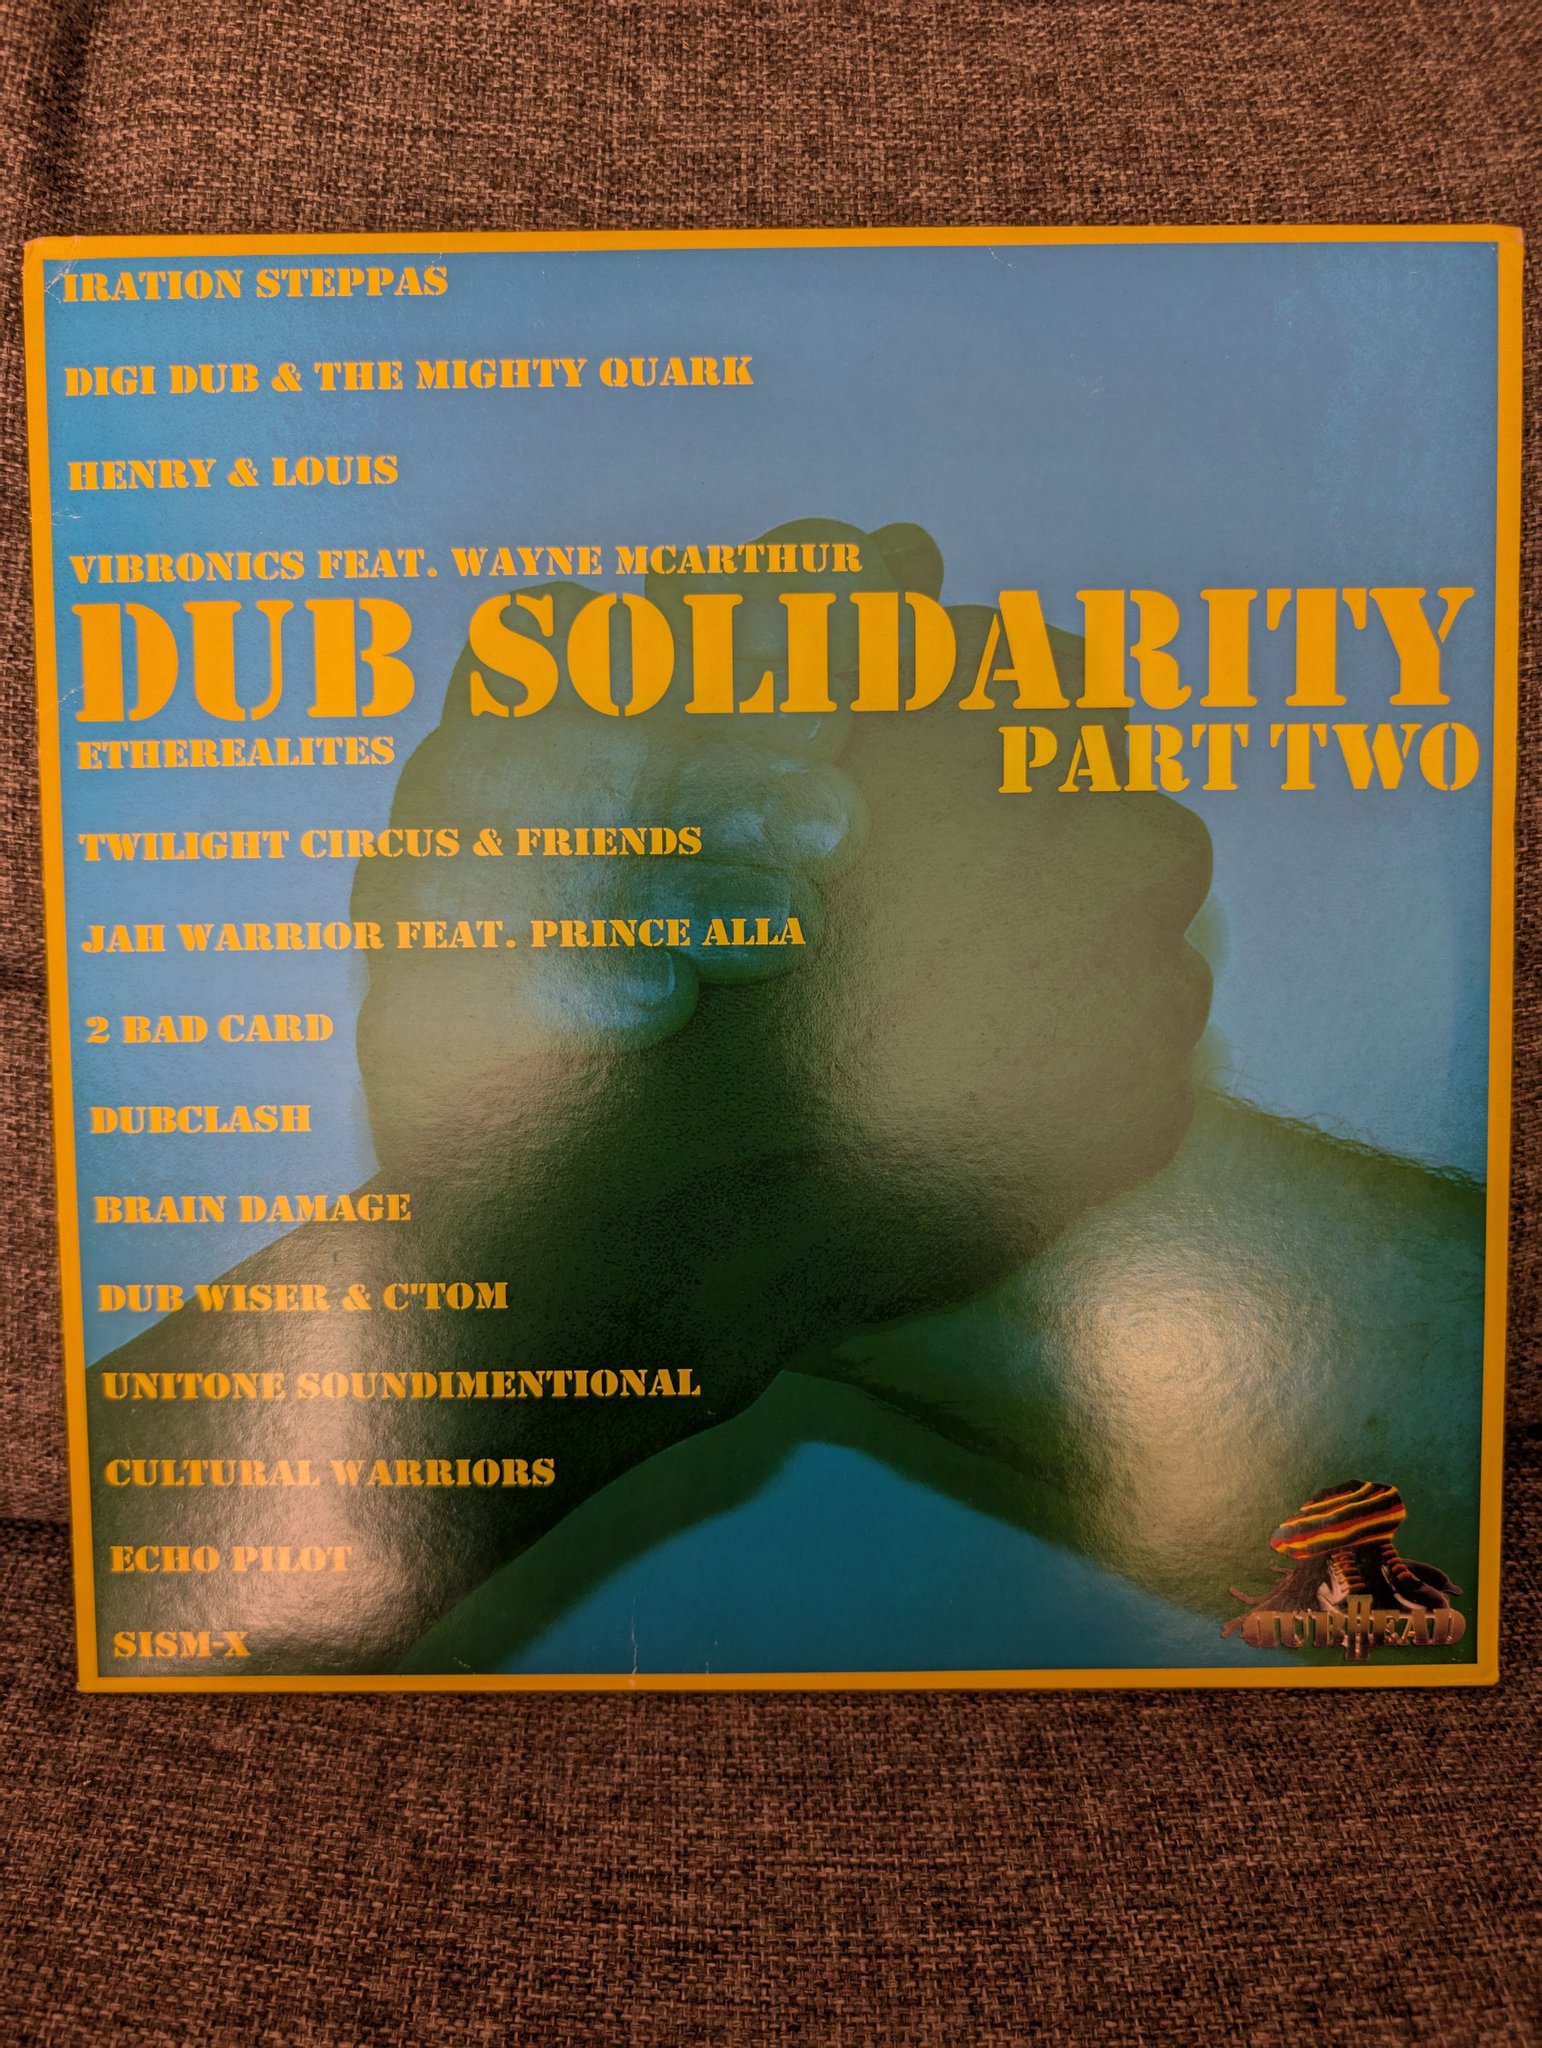 IRATION STEPPAS
DIGI DUB & THE MIGHTY QUARK
HENRY & LOUIS
VIBRONICS FEAT. WAYNE MCARTHUR
DUB SOLIDARITY
PART TWO
ETHEREALITES
TWILIGHT CIRCUS & FRIENDS
JAH WARRIOR FEAT. PRINCE ALLA
2 BAD CARD
DUBCLASH
BRAIN DAMAGE
DUB WISER & C"TOM
UNITONE SOUNDIMENTIONAL
CULTURAL WARRIORS
ECHO PILOT
SISM-X
DUBHEAD